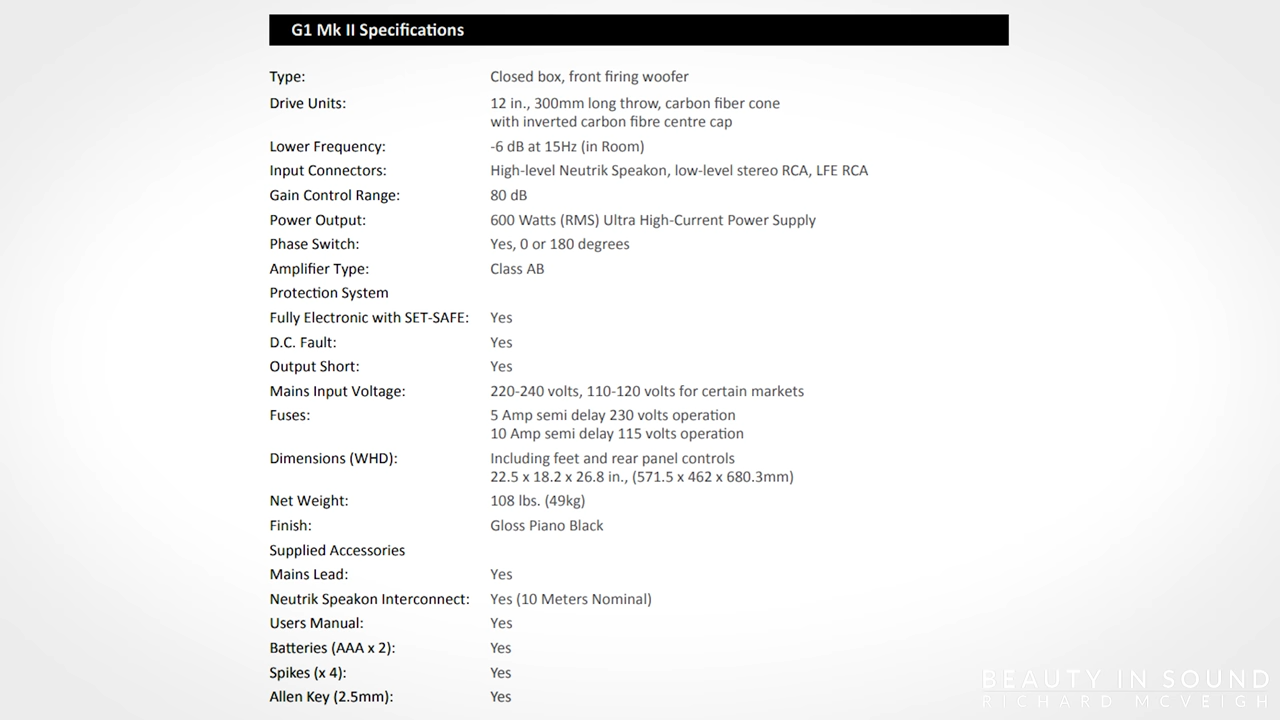 G1 Mk II Specifications
Type: Closed box, front firing woofer
Drive Units: 12 in., 300mm long throw, carbon fiber cone
with inverted carbon fibre centre cap
Lower Frequency: -6 dB at 15Hz (in Room)
Input Connectors: High-level Neutrik Speakon, low-level stereo RCA, LFE RCA
Gain Control Range: 80 dB
Power Output: 600 Watts (RMS) Ultra High-Current Power Supply
Phase Switch: Yes, 0 or 180 degrees
Amplifier Type: Class AB
Protection System
Fully Electronic with SET-SAFE: Yes
D.C. Fault: Yes
Output Short: Yes
Mains Input Voltage: 220-240 volts, 110-120 volts for certain markets
Fuses: 5 Amp semi delay 230 volts operation
10 Amp semi delay 115 volts operation
Dimensions (WHD): Including feet and rear panel controls
22.5 x 18.2 x 26.8 in., (571.5 x 462 x 680.3mm)
Net Weight: 108 lbs. (49kg)
Finish: Gloss Piano Black
Supplied Accessories
Mains Lead: Yes
Neutrik Speakon Interconnect: Yes (10 Meters Nominal)
Users Manual: Yes
Batteries (AAA x 2): Yes
Spikes (x 4): Yes
Allen Key (2.5mm): Yes
BEAUTY IN SOUND
RICHARD MCVEIGH